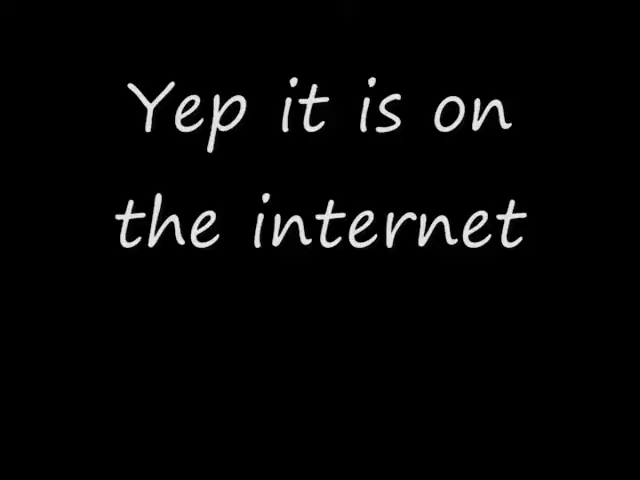 Yep it is on
the internet